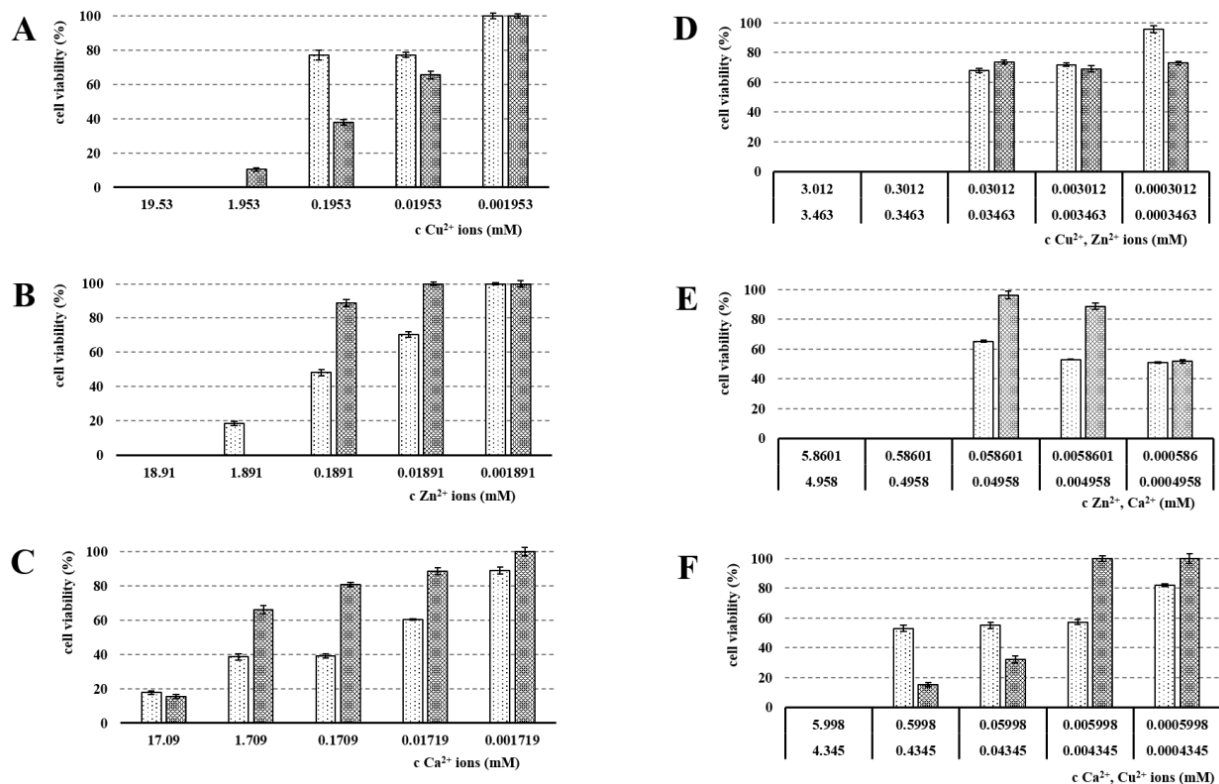 A
cell viability (%)
100
80
60
40
20
0
19.53 1.953 0.1953 0.01953 0.001953
c Cu²⁺ ions (mM)
B
cell viability (%)
100
80
60
40
20
0
18.91 1.891 0.1891 0.01891 0.001891
c Zn²⁺ ions (mM)
C
cell viability (%)
100
80
60
40
20
0
17.09 1.709 0.1709 0.01719 0.001719
c Ca²⁺ ions (mM)
D
cell viability (%)
100
80
60
40
20
0
3.012 0.3012 0.03012 0.003012 0.0003012
3.463 0.3463 0.03463 0.003463 0.0003463
c Cu²⁺, Zn²⁺ ions (mM)
E
cell viability (%)
100
80
60
40
20
0
5.8601 0.58601 0.058601 0.0058601 0.000586
4.958 0.4958 0.04958 0.004958 0.0004958
c Zn²⁺, Ca²⁺ (mM)
F
cell viability (%)
100
80
60
40
20
0
5.998 0.5998 0.05998 0.005998 0.0005998
4.345 0.4345 0.04345 0.004345 0.0004345
c Ca²⁺, Cu²⁺ ions (mM)